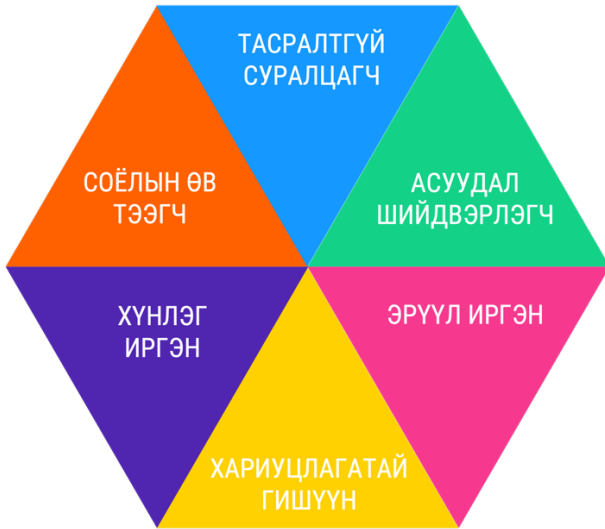 ТАСРАЛТГҮЙ
СУРАЛЦАГЧ
АСУУДАЛ
ШИЙДВЭРЛЭГЧ
ЭРҮҮЛ ИРГЭН
ХАРИУЦЛАГАТАЙ
ГИШҮҮН
ХҮНЛЭГ
ИРГЭН
СОЁЛЫН ӨВ
ТЭЭГЧ